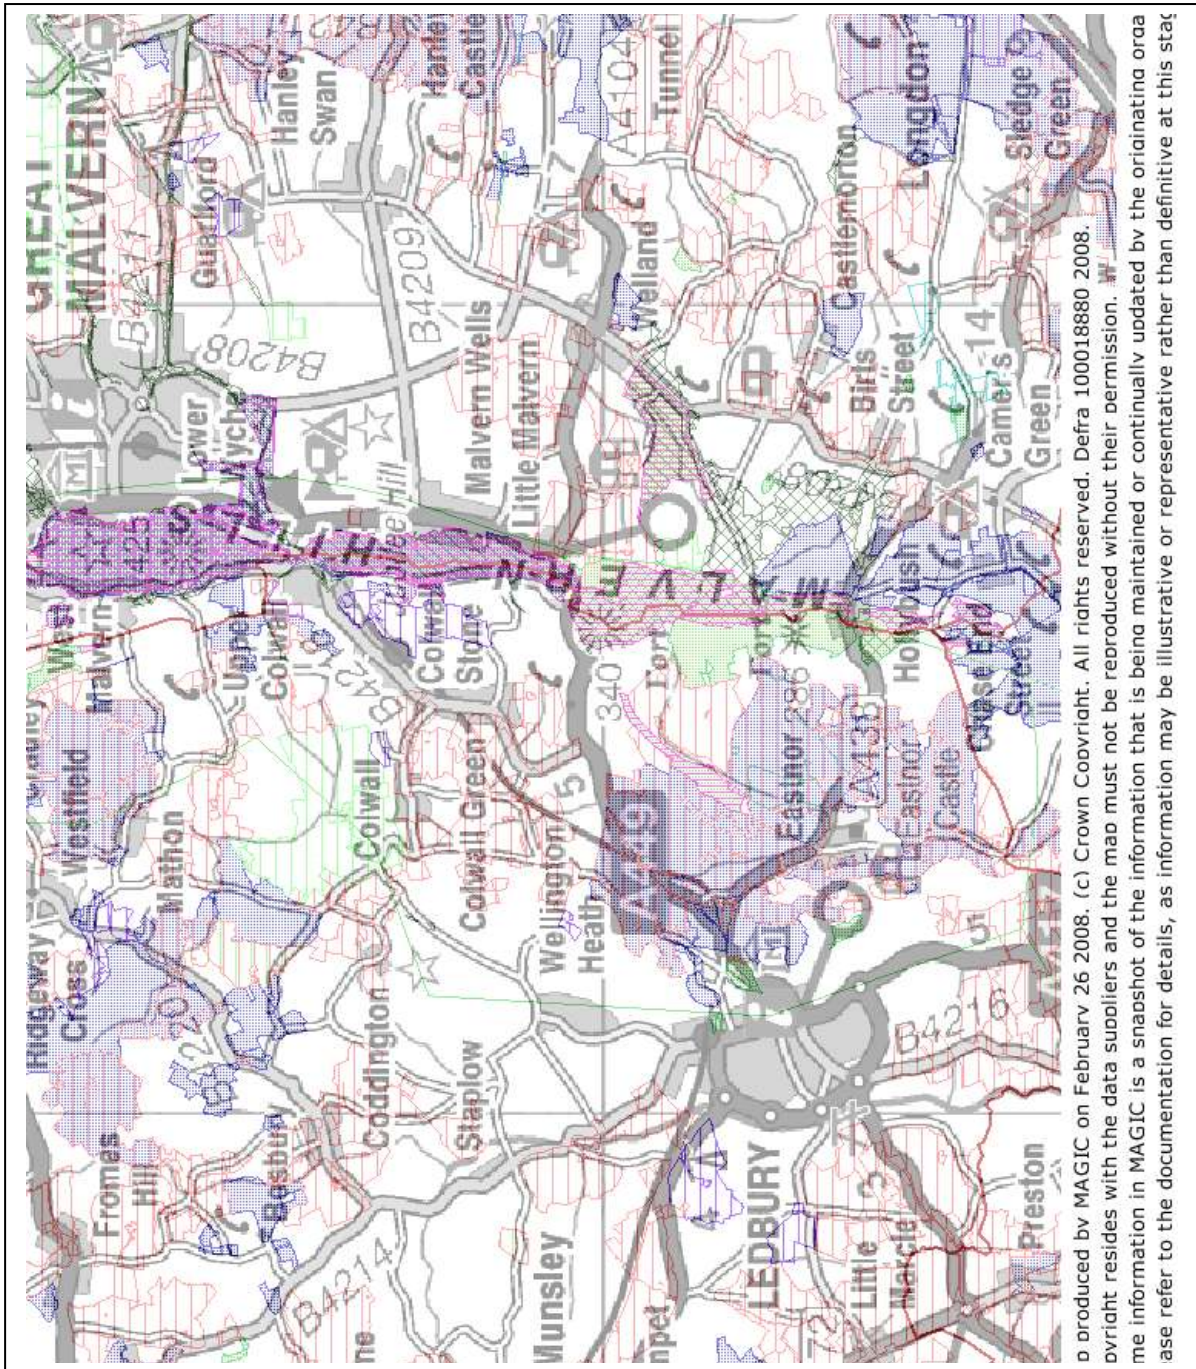 GREAT
MALVERN
B4211
B4208
Guarlford
Hanley
Swan
Hanley
Castle
A4104
Tunnel
Longdon
Sledge
Green
Castlemorton
Welland
B4209
Malvern Wells
Little Malvern
Birts
Street
Camer's
Green
14
Lower
Wych
HILLS
MALVERN
West
Malvern
Upper
Colwall
Colwall
Stone
340
286
Hollybush
Chase End
Street
A438
Eastnor
Eastnor
Castle
A449
Westfield
Mathon
Colwall
Colwall Green
Wellington
Heath
5
Ridgeway
Cross
Coddington
Staplow
B4216
Fromes
Hill
Bosbury
B4214
Munsley
LEDBURY
Little
Marcle
Preston
p produced by MAGIC on February 26 2008. (c) Crown Copyright. All rights reserved. Defra 100018880 2008.
opyright resides with the data suppliers and the map must not be reproduced without their permission.
me information in MAGIC is a snapshot of the information that is being maintained or continually updated by the originating orga
ease refer to the documentation for details, as information may be illustrative or representative rather than definitive at this stag